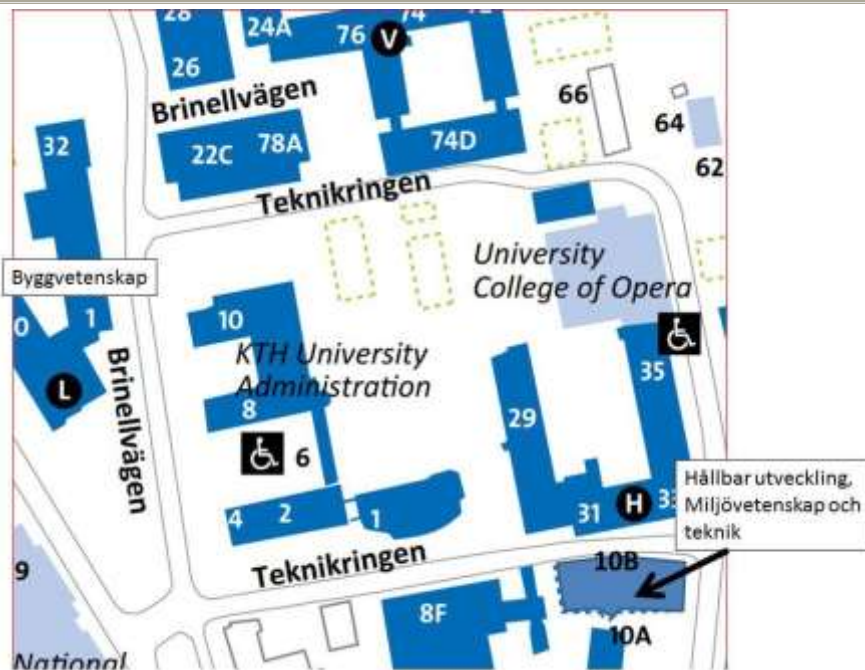 28
24A
74
72
76
V
26
Brinellvägen
66
32
22C
78A
74D
64
62
Teknikringen
University
College of Opera
Byggvetenskap
10
0
1
KTH University
Administration
35
L
Brinellvägen
8
29
6
Hållbar utveckling,
Miljövetenskap och
teknik
4
2
1
31
H
33
Teknikringen
10B
9
8F
10A
National